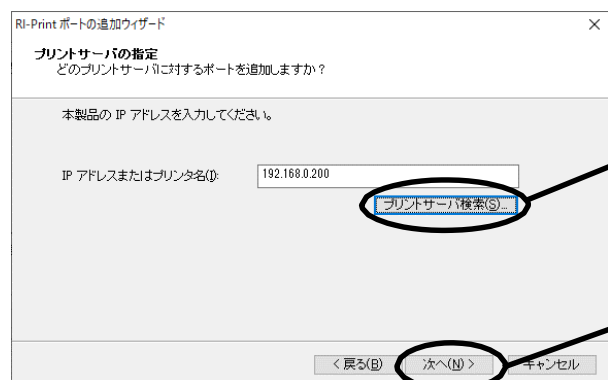 RI-Print ポートの追加ウィザード
プリントサーバの指定
どのプリントサーバに対するポートを追加しますか？
本製品の IP アドレスを入力してください。
IP アドレスまたはプリンタ名(I): 192.168.0.200
プリントサーバ検索(S)...
< 戻る(B) 次へ(N) > キャンセル